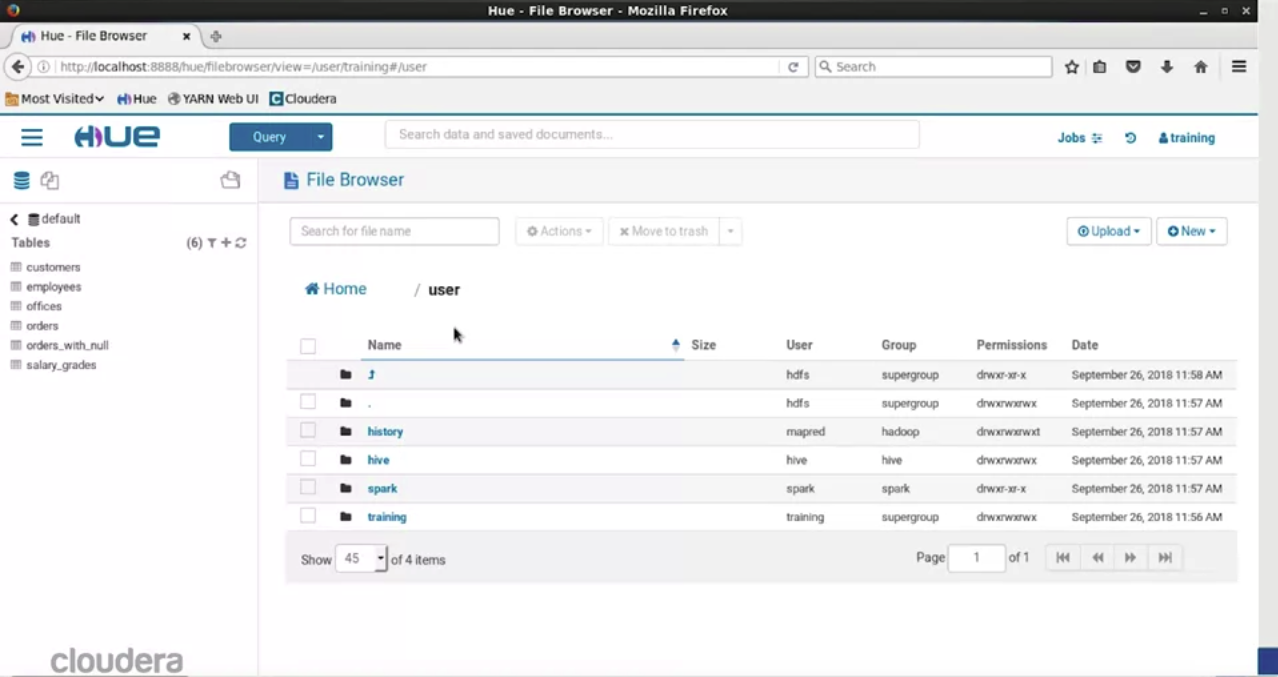 Hue - File Browser - Mozilla Firefox
Hue - File Browser
http://localhost:8888/hue/filebrowser/view=/user/training#/user
Search
Most Visited
Hue
YARN Web UI
Cloudera
HUE
Query
Search data and saved documents...
Jobs
training
File Browser
default
Tables
(6)
customers
employees
offices
orders
orders_with_null
salary_grades
Search for file name
Actions
Move to trash
Upload
New
Home / user
Name Size User Group Permissions Date
hdfs supergroup drwxr-xr-x September 26, 2018 11:58 AM
. hdfs supergroup drwxrwxrwx September 26, 2018 11:57 AM
history mapred hadoop drwxrwxrwxt September 26, 2018 11:57 AM
hive hive hive drwxrwxrwx September 26, 2018 11:57 AM
spark spark spark drwxr-xr-x September 26, 2018 11:57 AM
training training supergroup drwxrwxrwx September 26, 2018 11:56 AM
Show 45 of 4 items
Page 1 of 1
cloudera